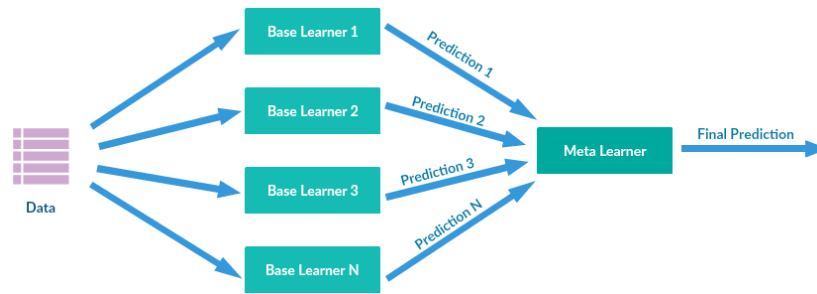 Base Learner 1
Prediction 1
Base Learner 2
Prediction 2
Data
Meta Learner
Final Prediction
Base Learner 3
Prediction 3
Base Learner N
Prediction N